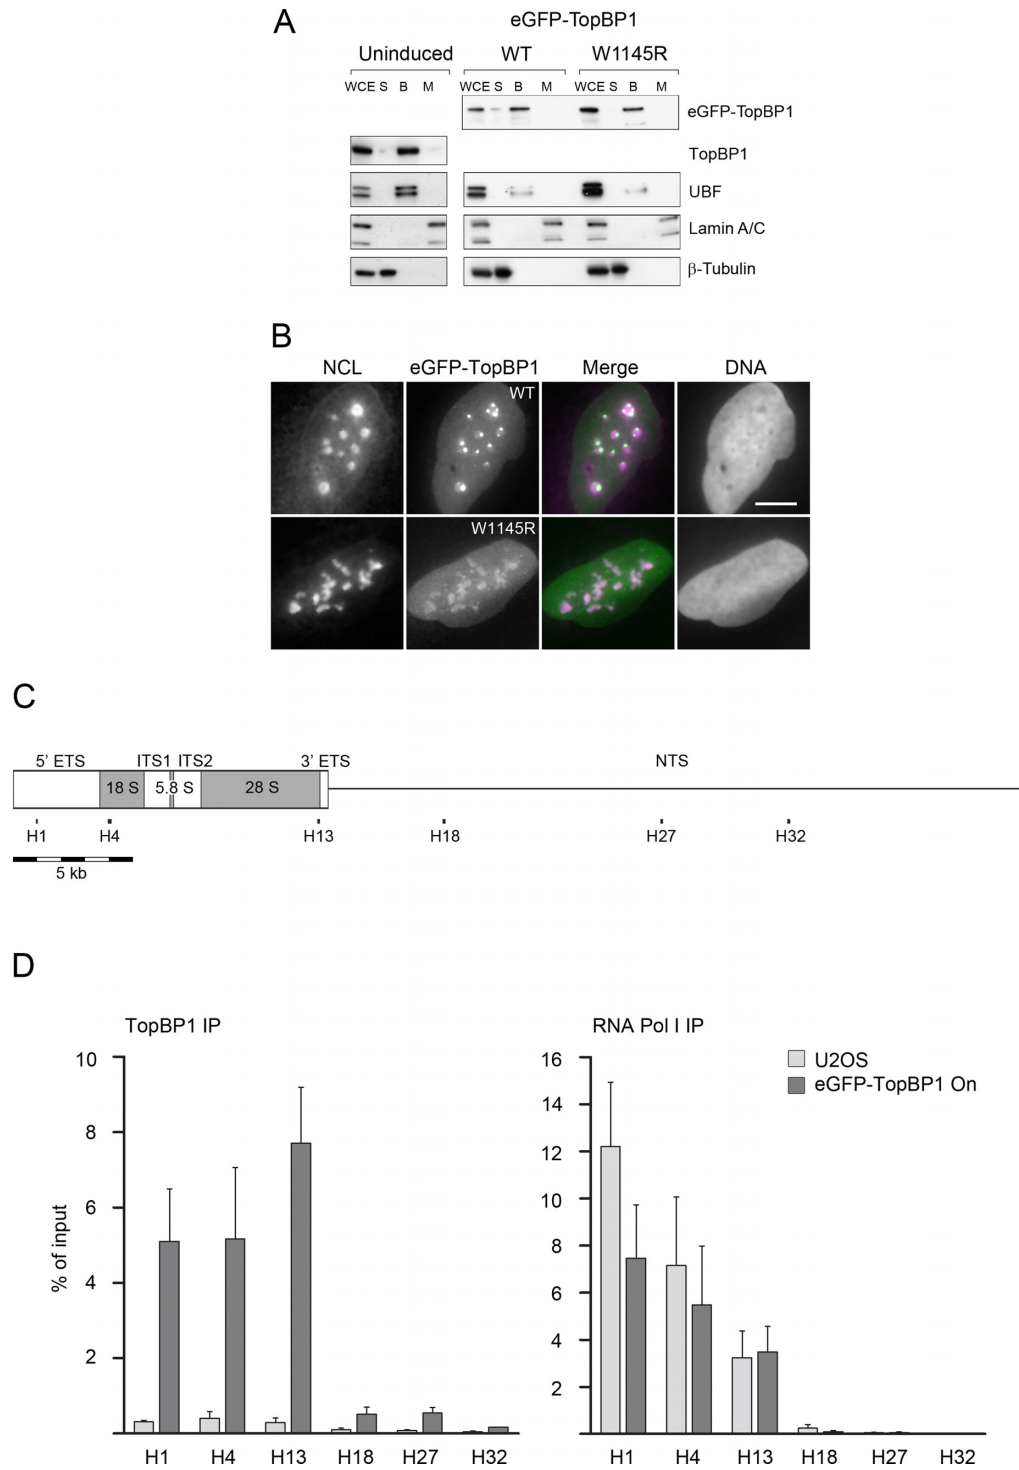 A
eGFP-TopBP1
Uninduced WT W1145R
WCE S B M WCE S B M WCE S B M
eGFP-TopBP1
TopBP1
UBF
Lamin A/C
β-Tubulin
B
NCL eGFP-TopBP1 Merge DNA
WT
W1145R
C
5' ETS ITS1 ITS2 3' ETS NTS
18 S 5.8 S 28 S
H1 H4 H13 H18 H27 H32
5 kb
D
TopBP1 IP
% of input
10
8
6
4
2
H1 H4 H13 H18 H27 H32
RNA Pol I IP
16
14
12
10
8
6
4
2
H1 H4 H13 H18 H27 H32
U2OS
eGFP-TopBP1 On